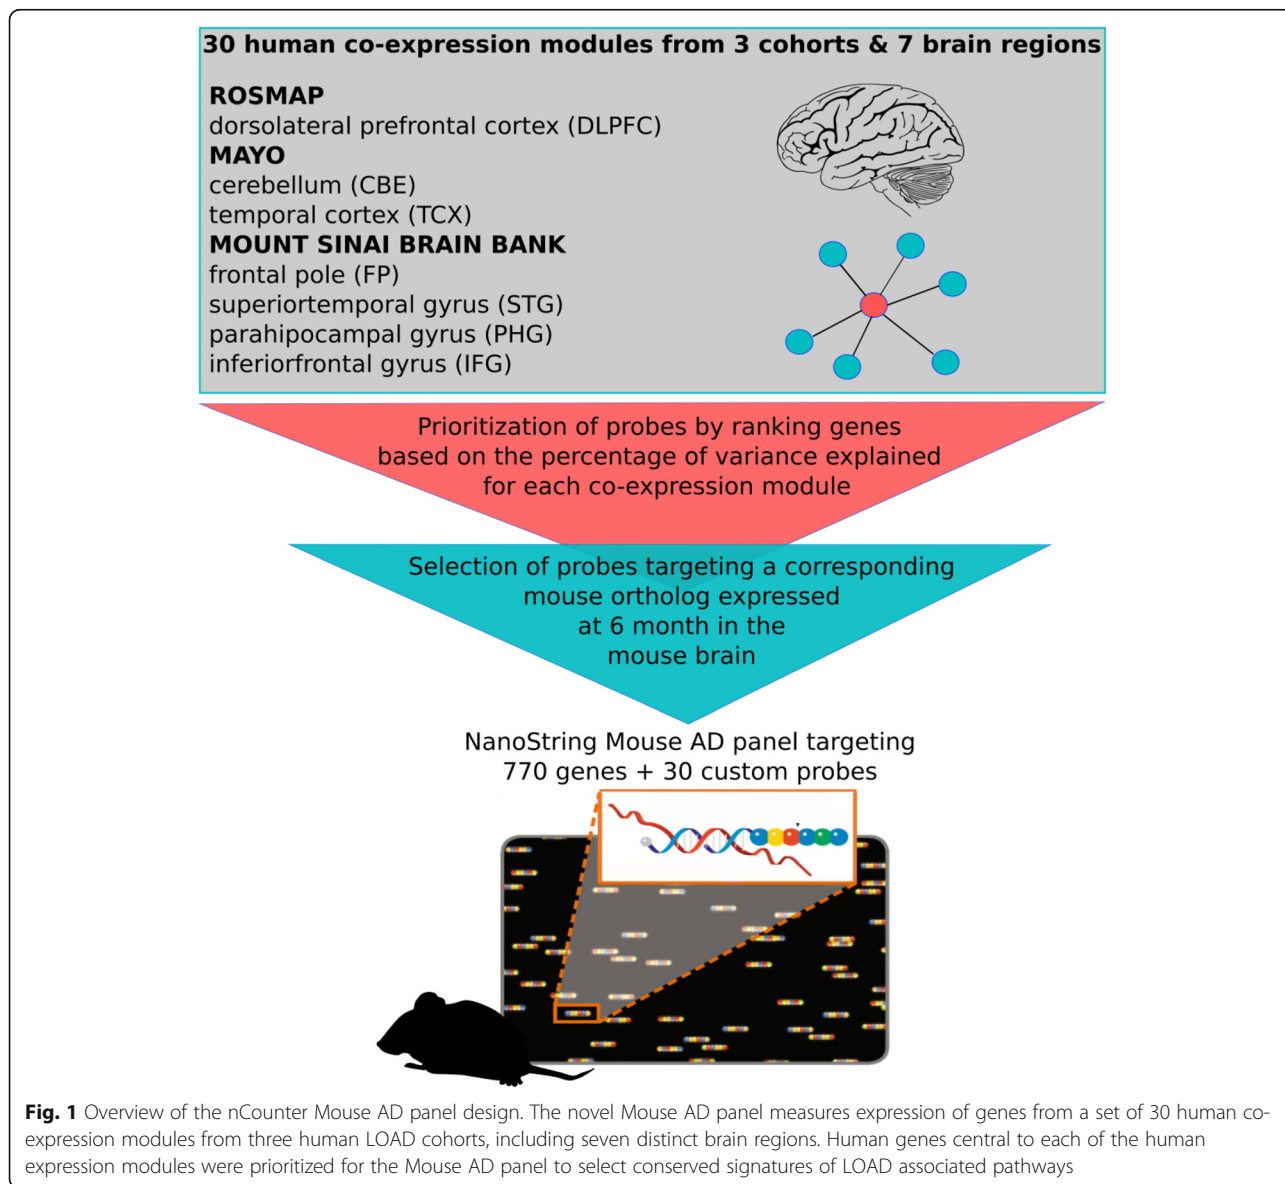 30 human co-expression modules from 3 cohorts & 7 brain regions
ROSMAP
dorsolateral prefrontal cortex (DLPFC)
MAYO
cerebellum (CBE)
temporal cortex (TCX)
MOUNT SINAI BRAIN BANK
frontal pole (FP)
superiortemporal gyrus (STG)
parahipocampal gyrus (PHG)
inferiorfrontal gyrus (IFG)
Prioritization of probes by ranking genes
based on the percentage of variance explained
for each co-expression module
Selection of probes targeting a corresponding
mouse ortholog expressed
at 6 month in the
mouse brain
NanoString Mouse AD panel targeting
770 genes + 30 custom probes
Fig. 1 Overview of the nCounter Mouse AD panel design. The novel Mouse AD panel measures expression of genes from a set of 30 human co-
expression modules from three human LOAD cohorts, including seven distinct brain regions. Human genes central to each of the human
expression modules were prioritized for the Mouse AD panel to select conserved signatures of LOAD associated pathways